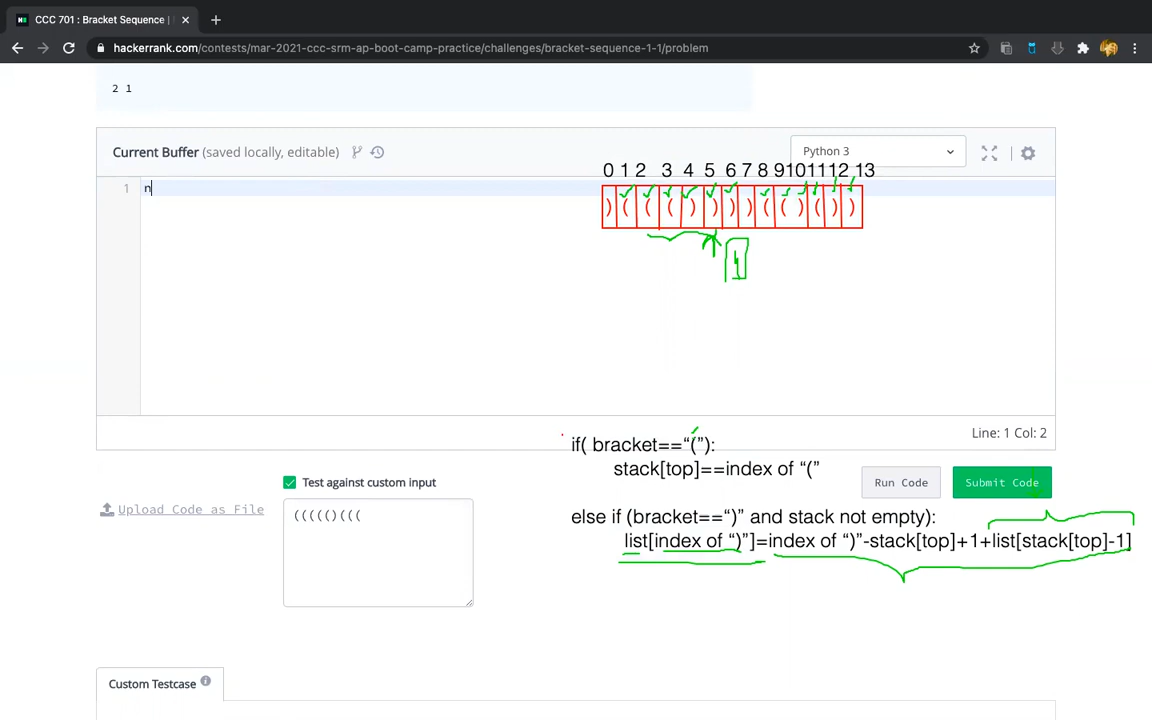 CCC 701 : Bracket Sequence |
hackerrank.com/contests/mar-2021-ccc-srm-ap-boot-camp-practice/challenges/bracket-sequence-1-1/problem
2 1
Current Buffer (saved locally, editable)
Python 3
0 1 2 3 4 5 6 7 8 9 10 11 12 13
1 n
) ( ( ( ) ) ) ) ( ( ) ( ) )
4
Line: 1 Col: 2
if( bracket==“(”):
stack[top]==index of “(”
Test against custom input
Run Code
Submit Code
Upload Code as File
((((()(((
else if (bracket==“)” and stack not empty):
list[index of “)”]=index of “)”-stack[top]+1+list[stack[top]-1]
Custom Testcase